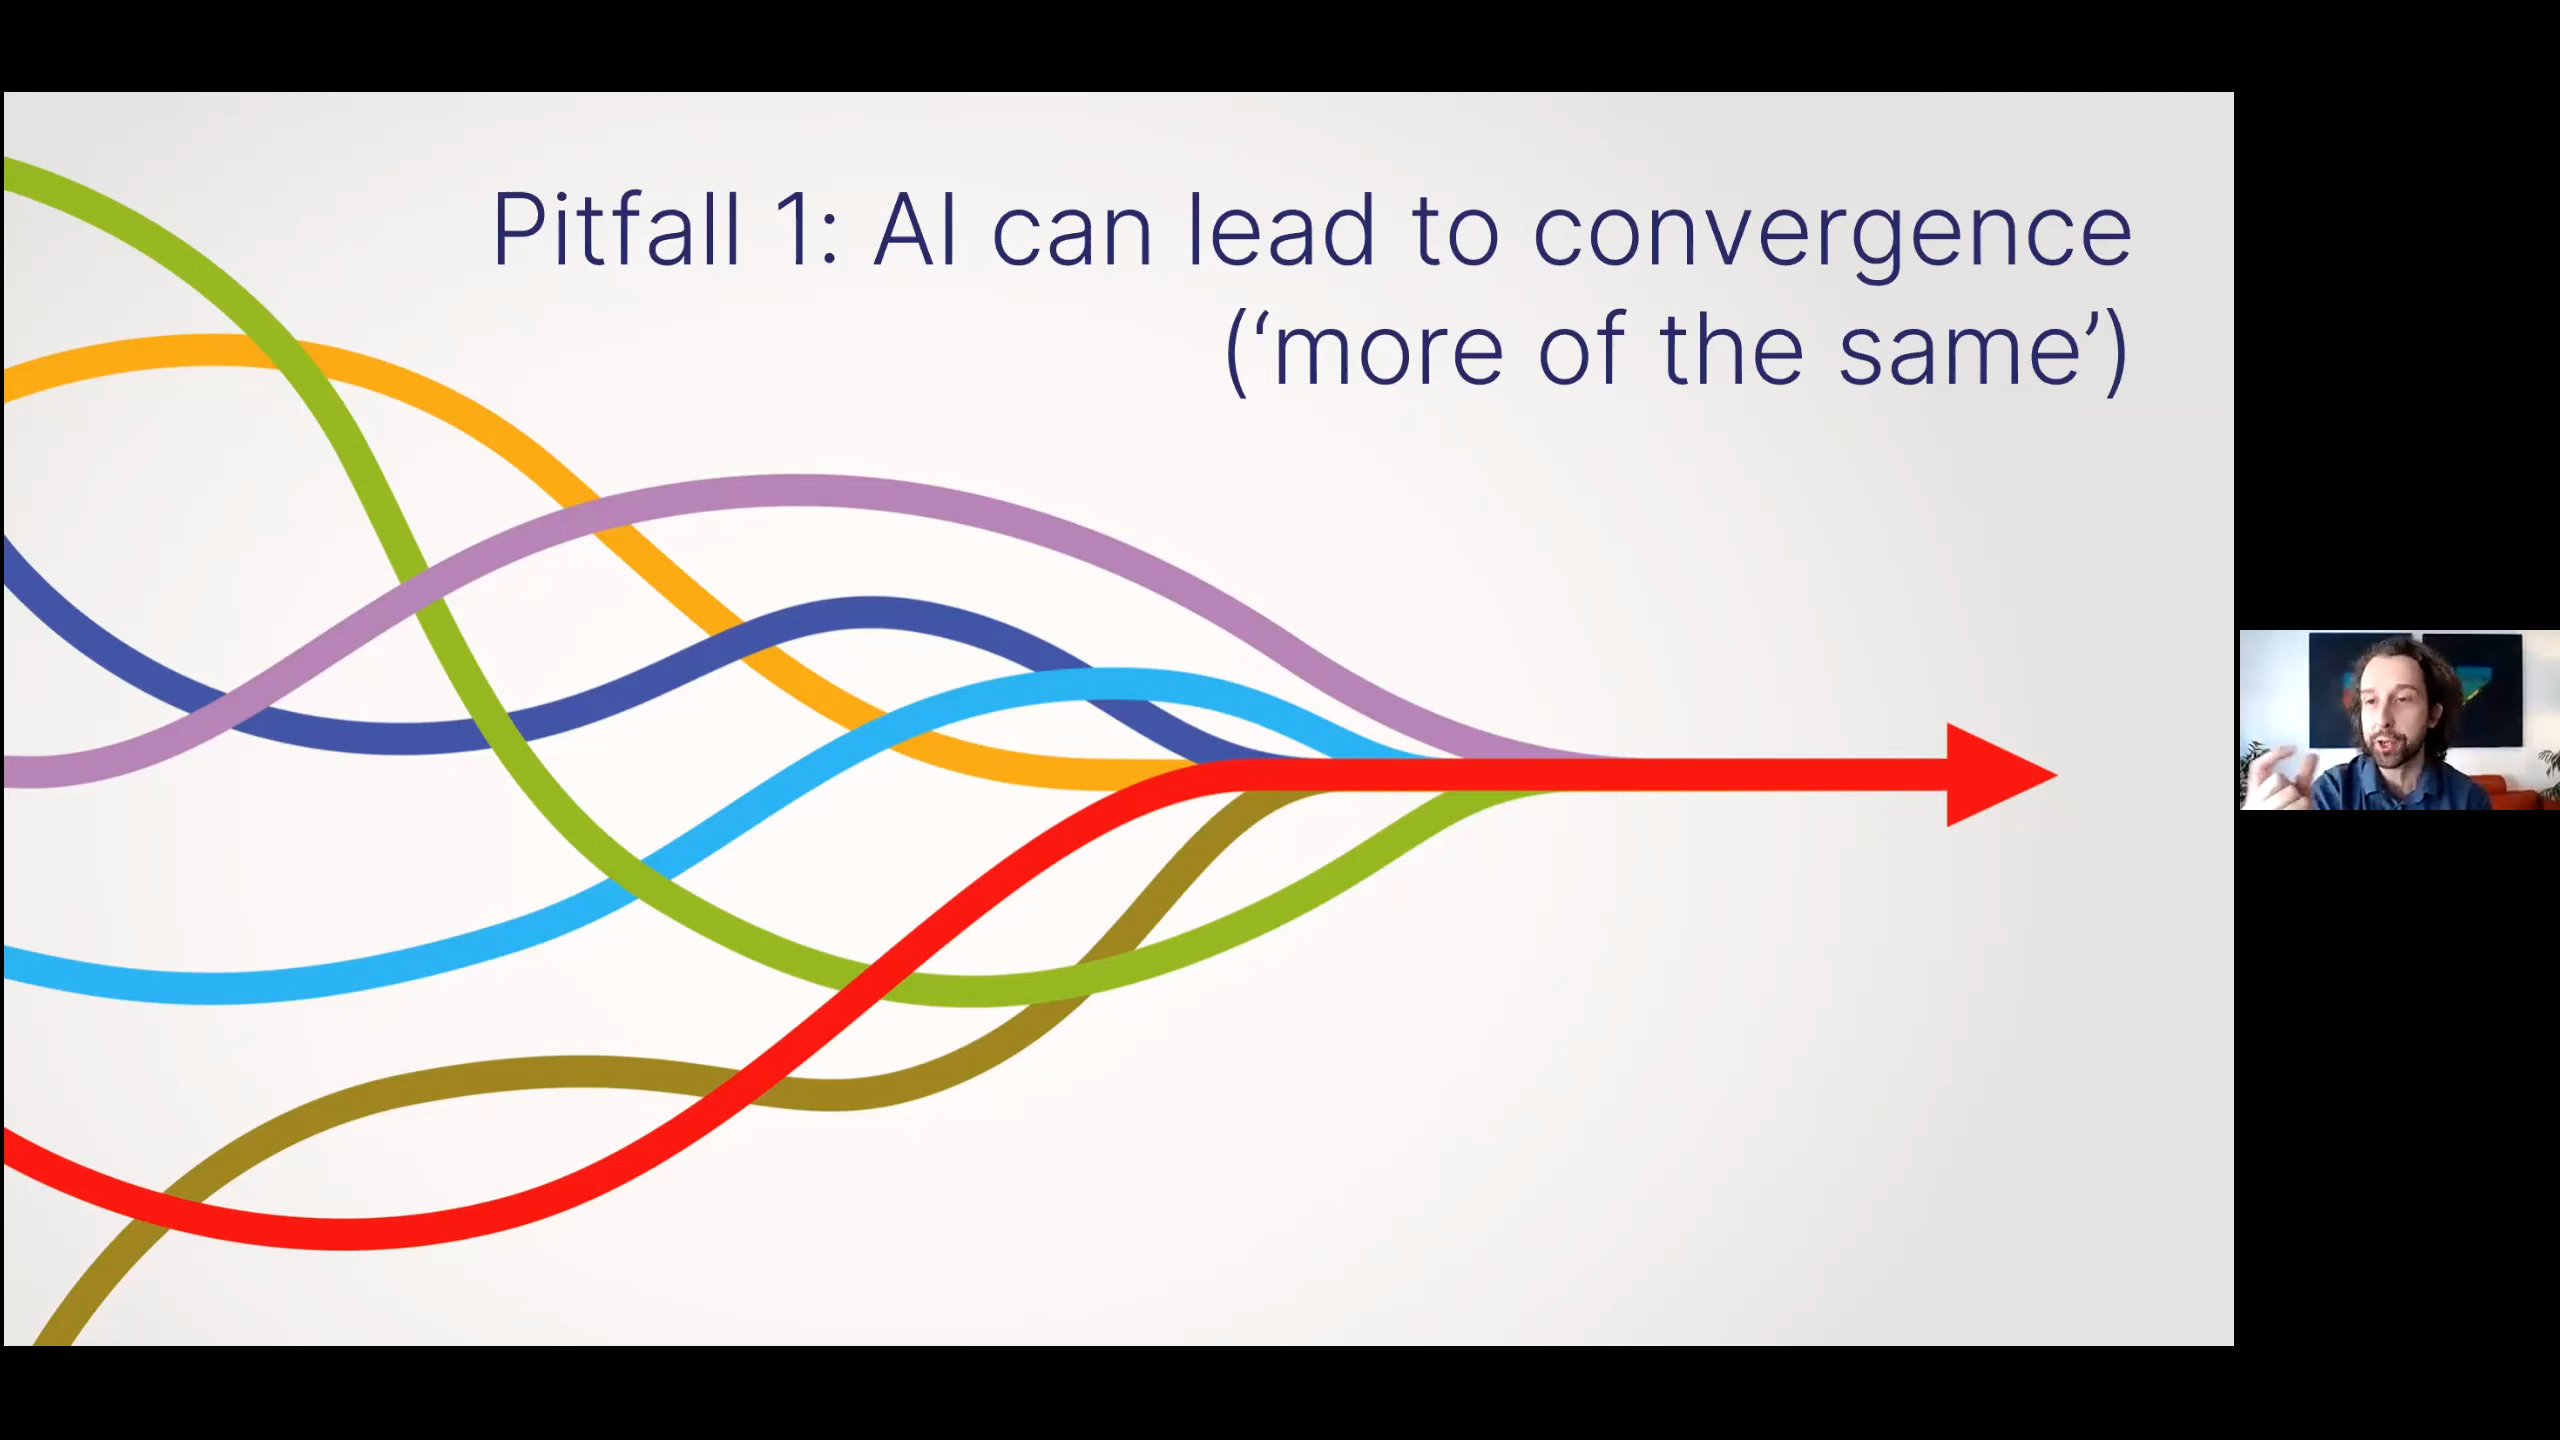 Pitfall 1: AI can lead to convergence
(‘more of the same’)